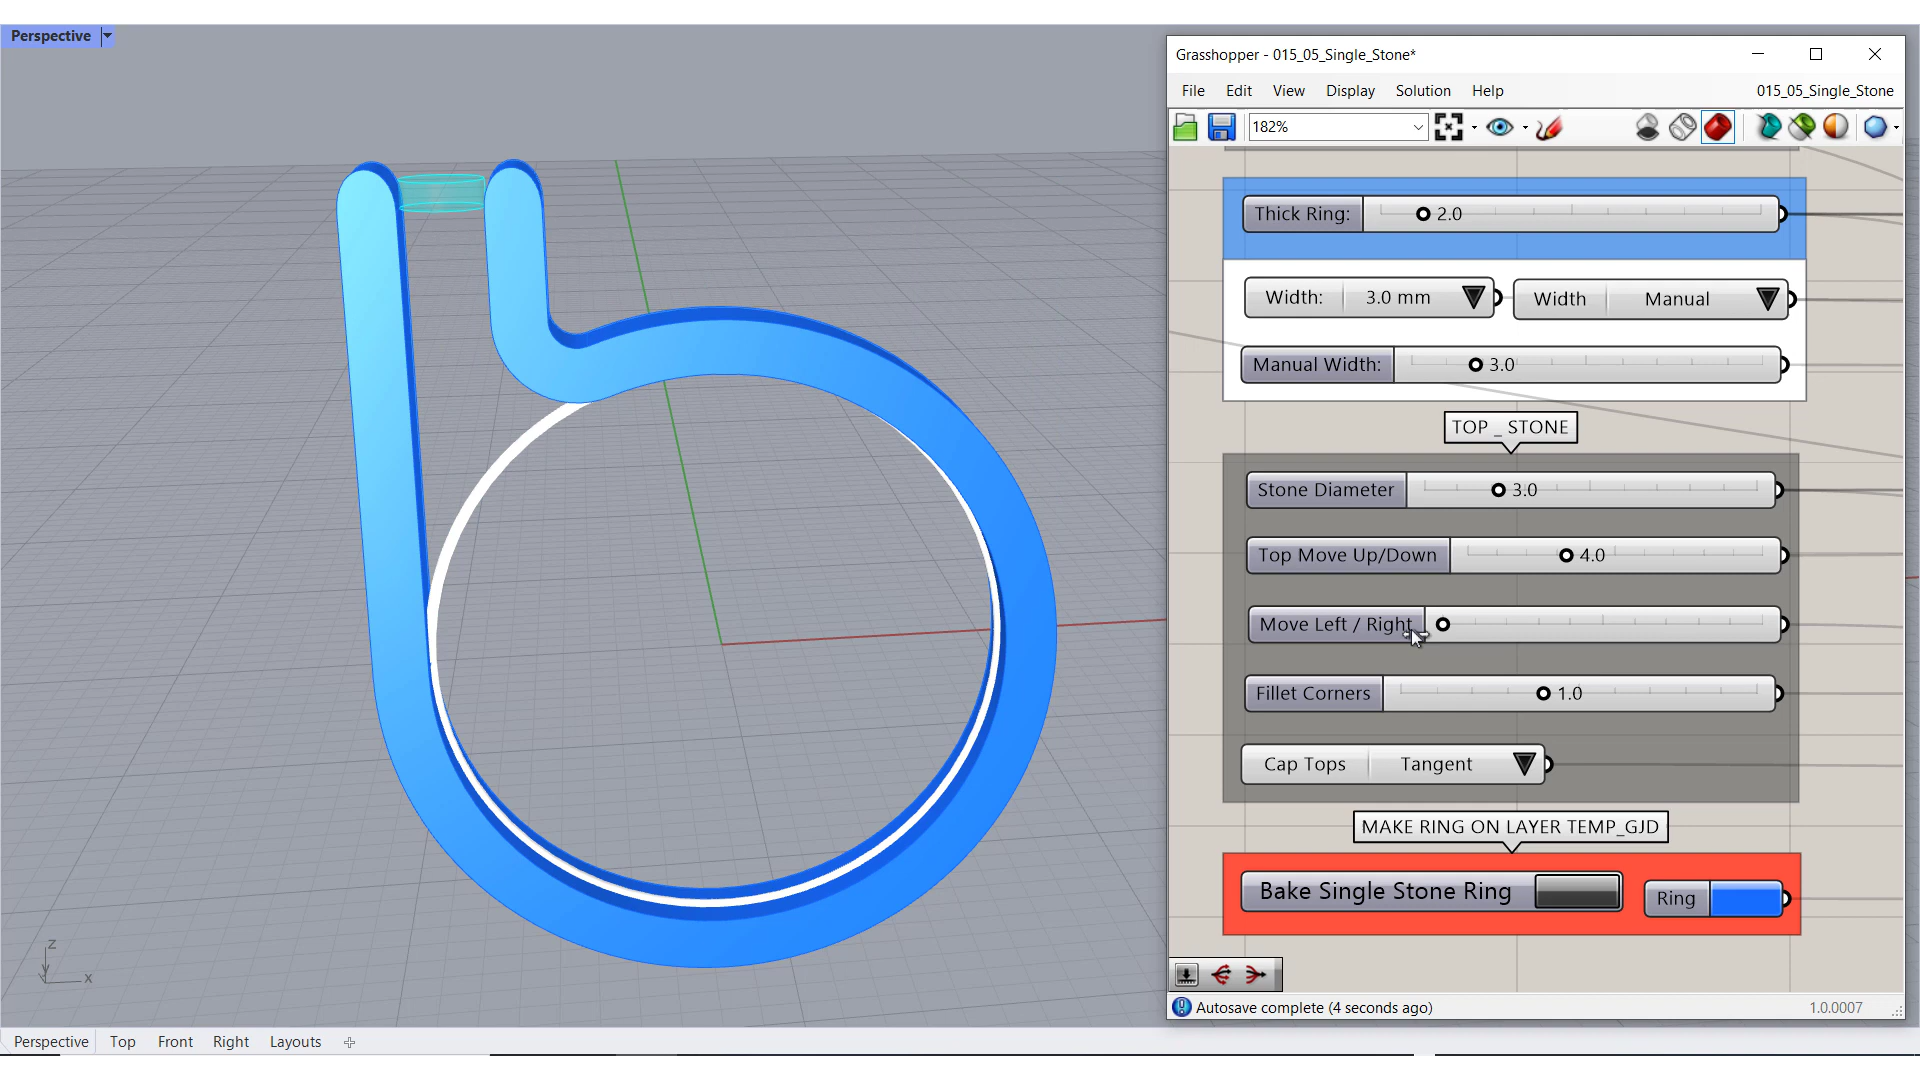 Perspective
Grasshopper - 015_05_Single_Stone*
File Edit View Display Solution Help 015_05_Single_Stone
182%
Thick Ring: 2.0
Width: 3.0 mm Width Manual
Manual Width: 3.0
TOP _ STONE
Stone Diameter 3.0
Top Move Up/Down 4.0
Move Left / Right
Fillet Corners 1.0
Cap Tops Tangent
MAKE RING ON LAYER TEMP_GJD
Bake Single Stone Ring Ring
z
x
Autosave complete (4 seconds ago) 1.0.0007
Perspective Top Front Right Layouts